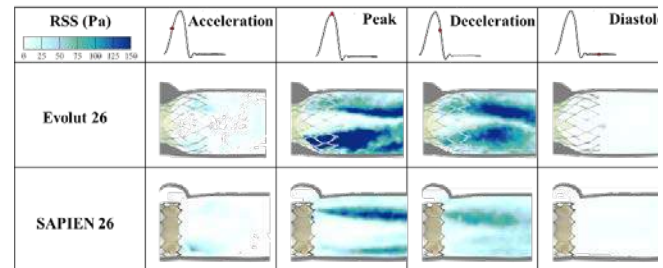 RSS (Pa)
0 25 50 75 100 125 150
Acceleration
Peak
Deceleration
Diastol
Evolut 26
SAPIEN 26